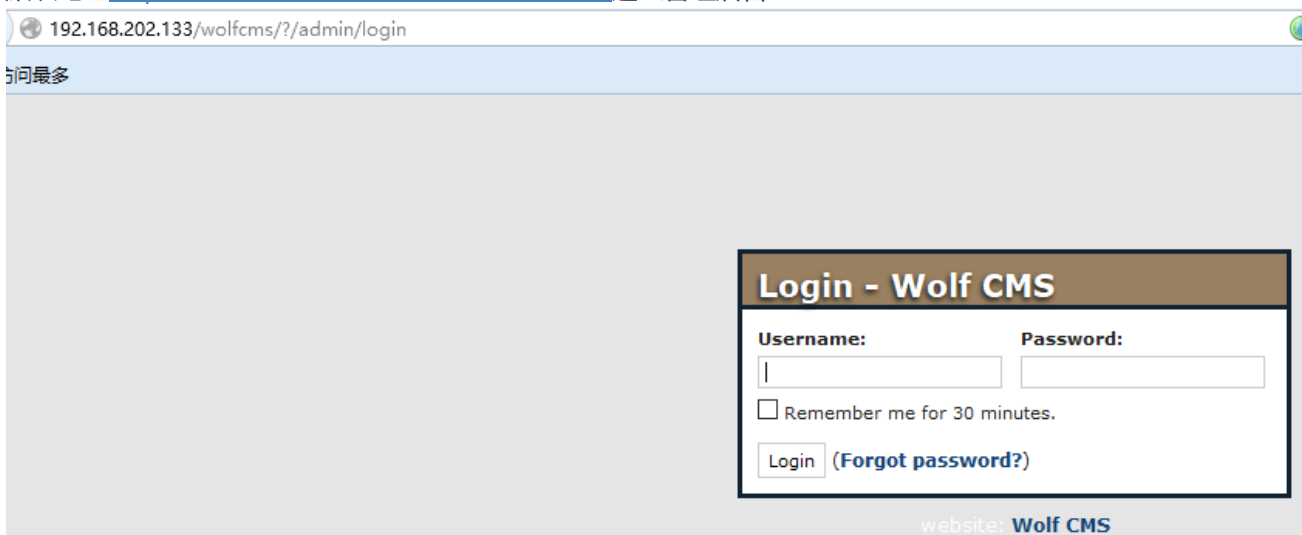 192.168.202.133/wolfcms/?/admin/login
访问最多
Login - Wolf CMS
Username: Password:
Remember me for 30 minutes.
Login (Forgot password?)
website: Wolf CMS